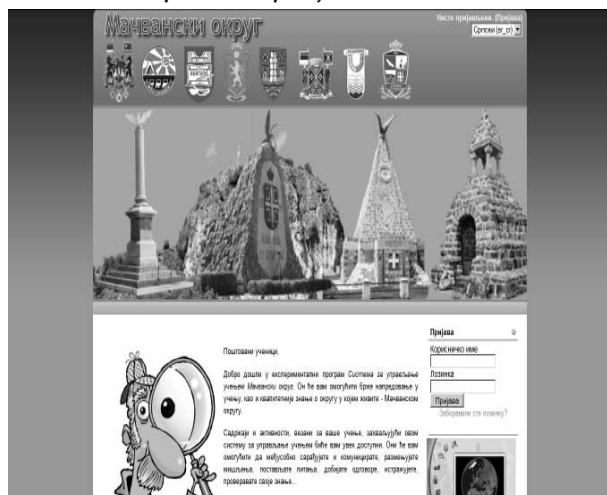 Мачвански округ
Нисте пријављени. (Пријава)
Српски (sr_cr)
Поштовани ученици,
Добро дошли у експериментални програм Система за управљање
учењем Мачвански округ. Он ће вам омогућити брже напредовање у
учењу, као и квалитетније знање о округу у којем живите - Мачванском
округу.
Садржаји и активности, везани за ваше учење, захваљујући овом
систему за управљање учењем биће вам увек доступни. Они ће вам
омогућити да међусобно сарађујете и комуницирате, размењујете
мишљења, постављате питања, добијате одговоре, истражујете,
проверавате своје знање...
Пријава
Корисничко име
Лозинка
Пријава
Заборавили сте лозинку?